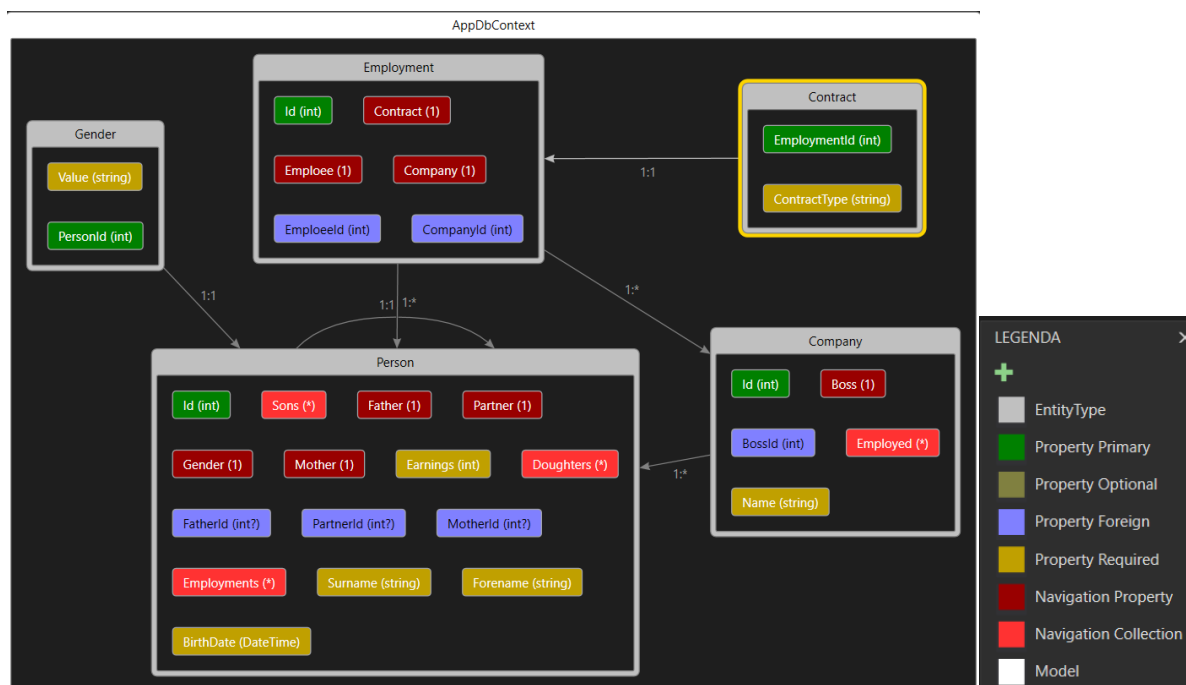 AppDbContext
Employment
Id (int) Contract (1)
Emploee (1) Company (1)
EmploeeId (int) CompanyId (int)
Contract
EmploymentId (int)
ContractType (string)
Gender
Value (string)
PersonId (int)
1:1
1:1
1:1 1:*
1:*
Person
Id (int) Sons (*) Father (1) Partner (1)
Gender (1) Mother (1) Earnings (int) Doughters (*)
FatherId (int?) PartnerId (int?) MotherId (int?)
Employments (*) Surname (string) Forename (string)
BirthDate (DateTime)
Company
Id (int) Boss (1)
BossId (int) Employed (*)
Name (string)
1:*
LEGENDA
EntityType
Property Primary
Property Optional
Property Foreign
Property Required
Navigation Property
Navigation Collection
Model